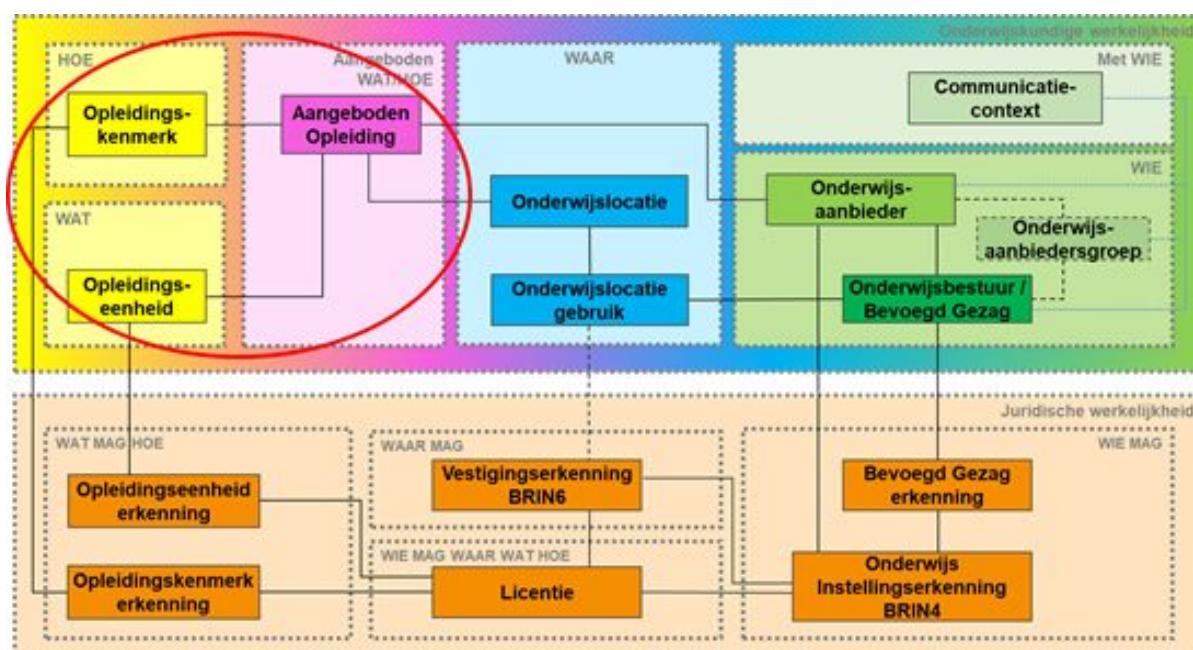 Onderwijskundige werkelijkheid
HOE
Aangeboden
WAT/HOE
WAAR
Met WIE
Opleidings-
kenmerk
Aangeboden
Opleiding
Communicatie-
context
WIE
WAT
Onderwijslocatie
Onderwijs-
aanbieder
Onderwijs-
aanbiedersgroep
Opleidings-
eenheid
Onderwijslocatie
gebruik
Onderwijsbestuur /
Bevoegd Gezag
Juridische werkelijkheid
WAT MAG HOE
WAAR MAG
WIE MAG
Opleidingseenheid
erkenning
Vestigingserkenning
BRIN6
Bevoegd Gezag
erkenning
WIE MAG WAAR WAT HOE
Opleidingskenmerk
erkenning
Licentie
Onderwijs
Instellingserkenning
BRIN4